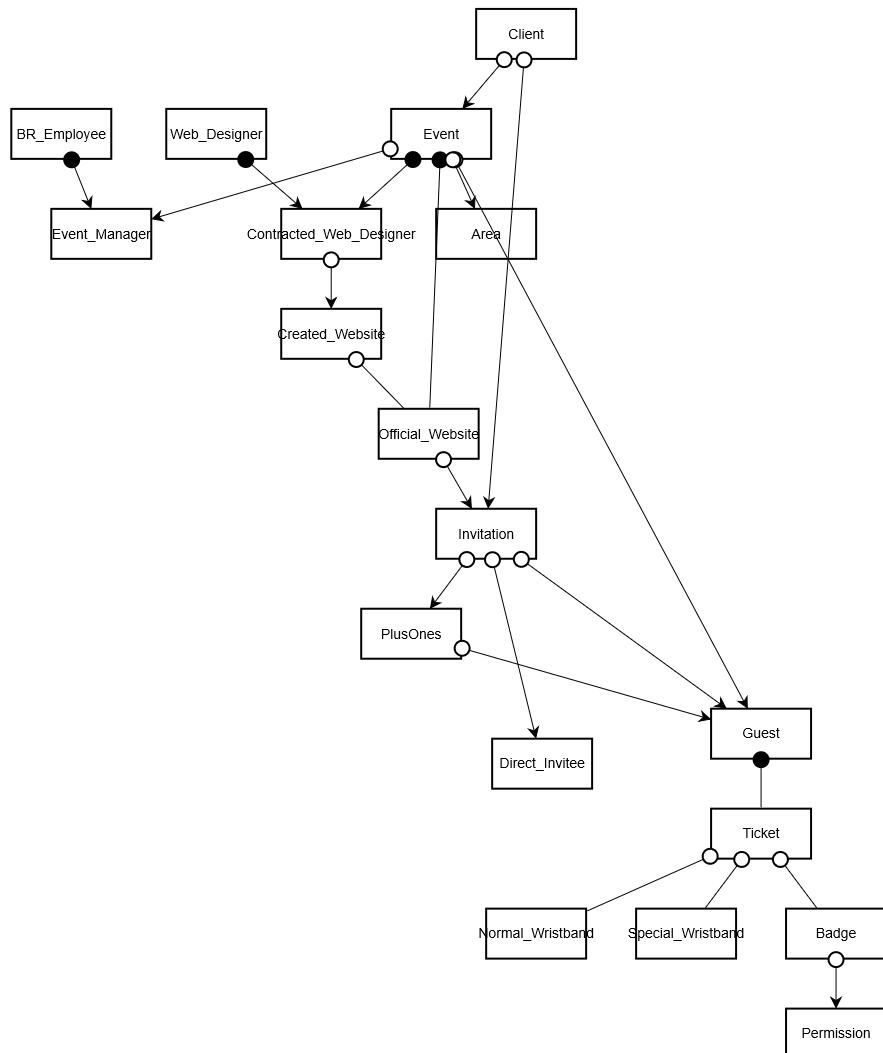 Client
BR_Employee
Web_Designer
Event
Event_Manager
Contracted_Web_Designer
Area
Created_Website
Official_Website
Invitation
PlusOnes
Guest
Direct_Invitee
Ticket
Normal_Wristband
Special_Wristband
Badge
Permission